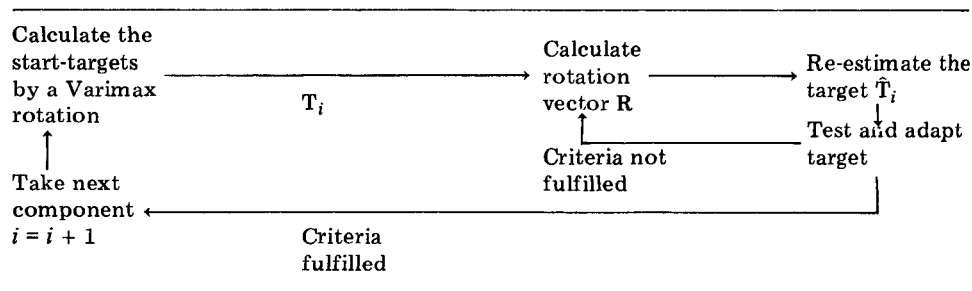 Calculate the
start-targets
by a Varimax
rotation
T_i
Calculate
rotation
vector R
Re-estimate the
target T̂_i
Test and adapt
target
Criteria not
fulfilled
Take next
component
i = i + 1
Criteria
fulfilled